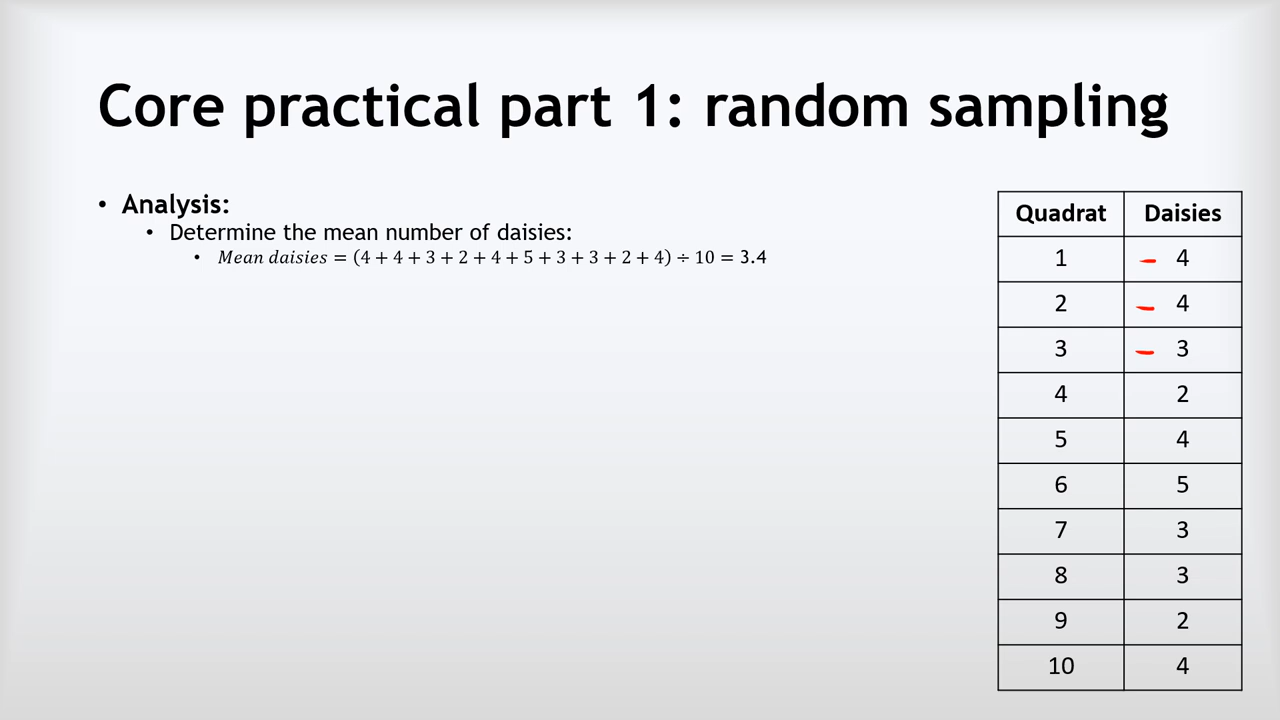 Core practical part 1: random sampling
• Analysis:
• Determine the mean number of daisies:
• Mean daisies = (4 + 4 + 3 + 2 + 4 + 5 + 3 + 3 + 2 + 4) ÷ 10 = 3.4
Quadrat Daisies
1 4
2 4
3 3
4 2
5 4
6 5
7 3
8 3
9 2
10 4